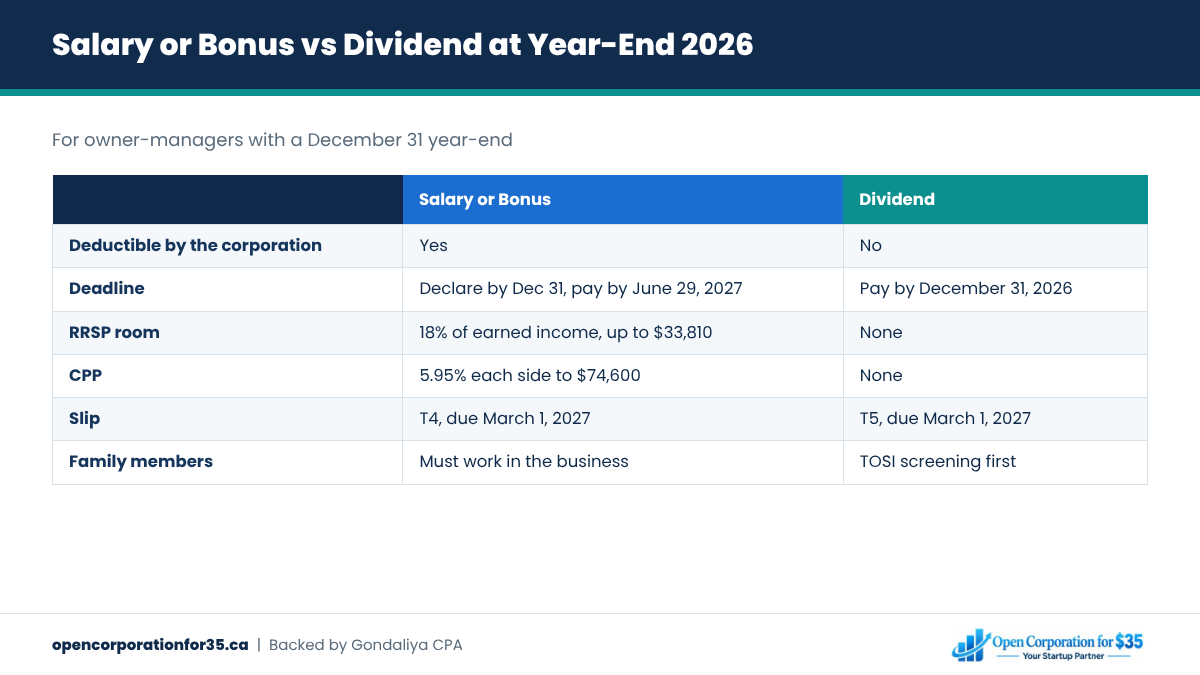 Salary or Bonus vs Dividend at Year-End 2026
For owner-managers with a December 31 year-end
Salary or Bonus Dividend
Deductible by the corporation Yes No
Deadline Declare by Dec 31, pay by June 29, 2027 Pay by December 31, 2026
RRSP room 18% of earned income, up to $33,810 None
CPP 5.95% each side to $74,600 None
Slip T4, due March 1, 2027 T5, due March 1, 2027
Family members Must work in the business TOSI screening first
opencorporationfor35.ca | Backed by Gondaliya CPA
Open Corporation for $35
Your Startup Partner